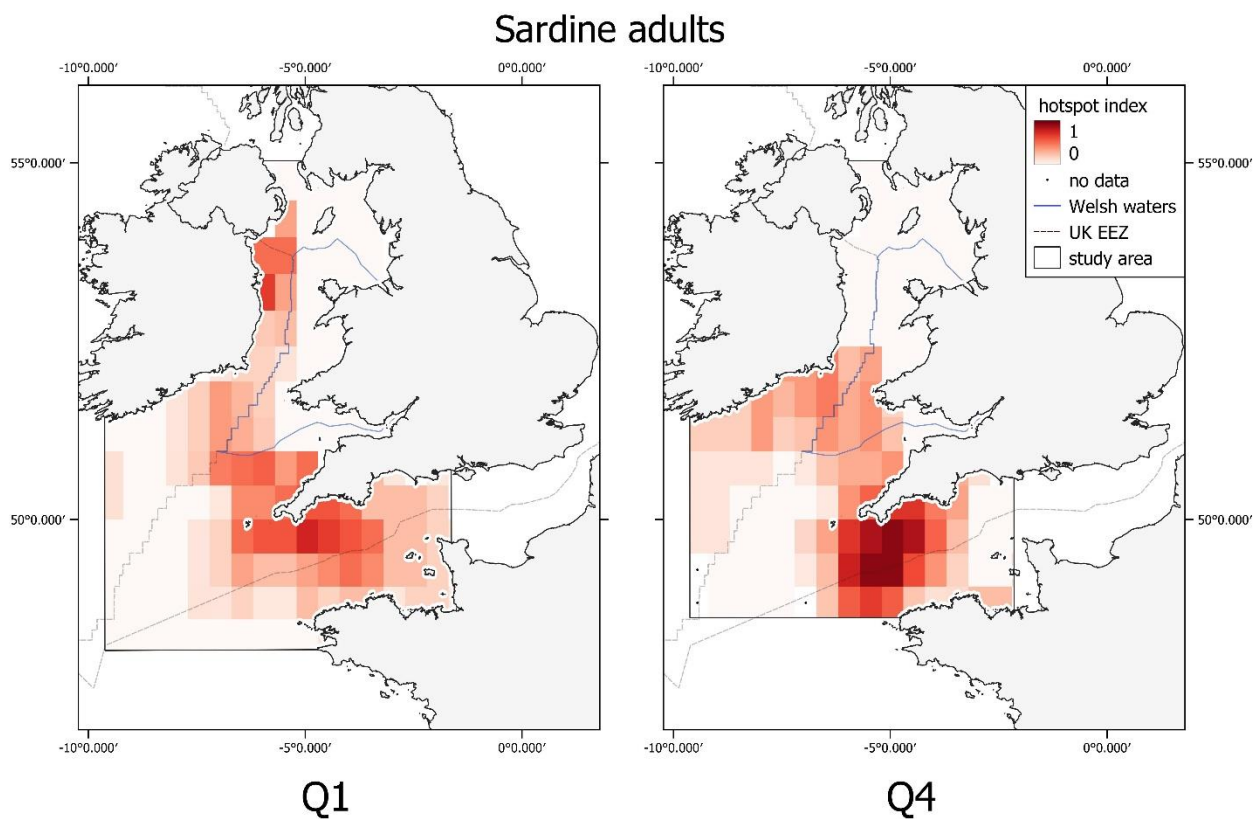 Sardine adults
-10°0.000′ -5°0.000′ 0°0.000′ -10°0.000′ -5°0.000′ 0°0.000′
hotspot index
1
0
no data
Welsh waters
UK EEZ
study area
55°0.000′ 55°0.000′
50°0.000′ 50°0.000′
-10°0.000′ -5°0.000′ 0°0.000′ -10°0.000′ -5°0.000′ 0°0.000′
Q1 Q4